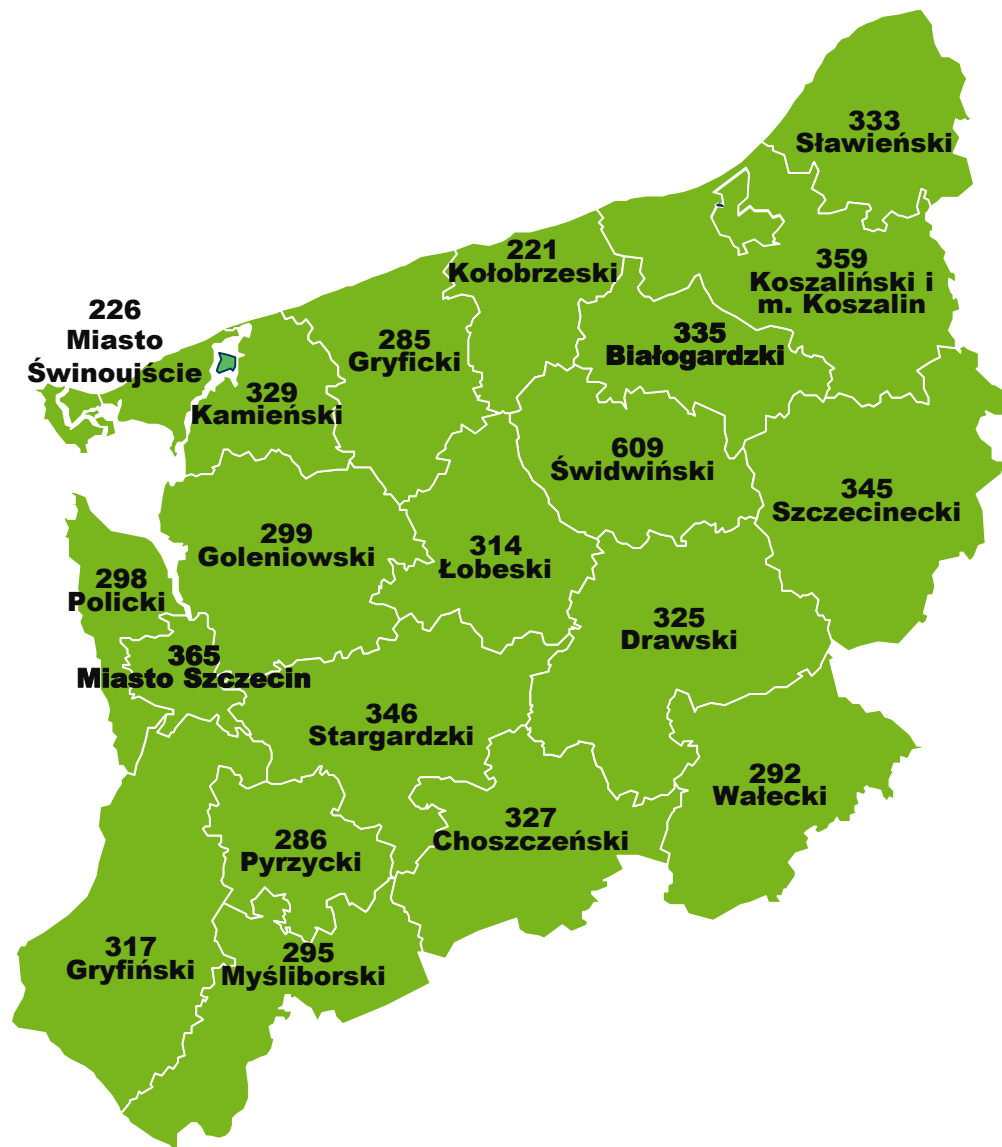 333
Sławieński
221
Kołobrzeski
359
Koszaliński i
m. Koszalin
226
Miasto
Świnoujście
285
Gryficki
335
Białogardzki
329
Kamieński
609
Świdwiński
345
Szczecinecki
299
Goleniowski
314
Łobeski
298
Policki
325
Drawski
365
Miasto Szczecin
346
Stargardzki
292
Wałecki
327
Choszczeński
286
Pyrzycki
317
Gryfiński
295
Myśliborski